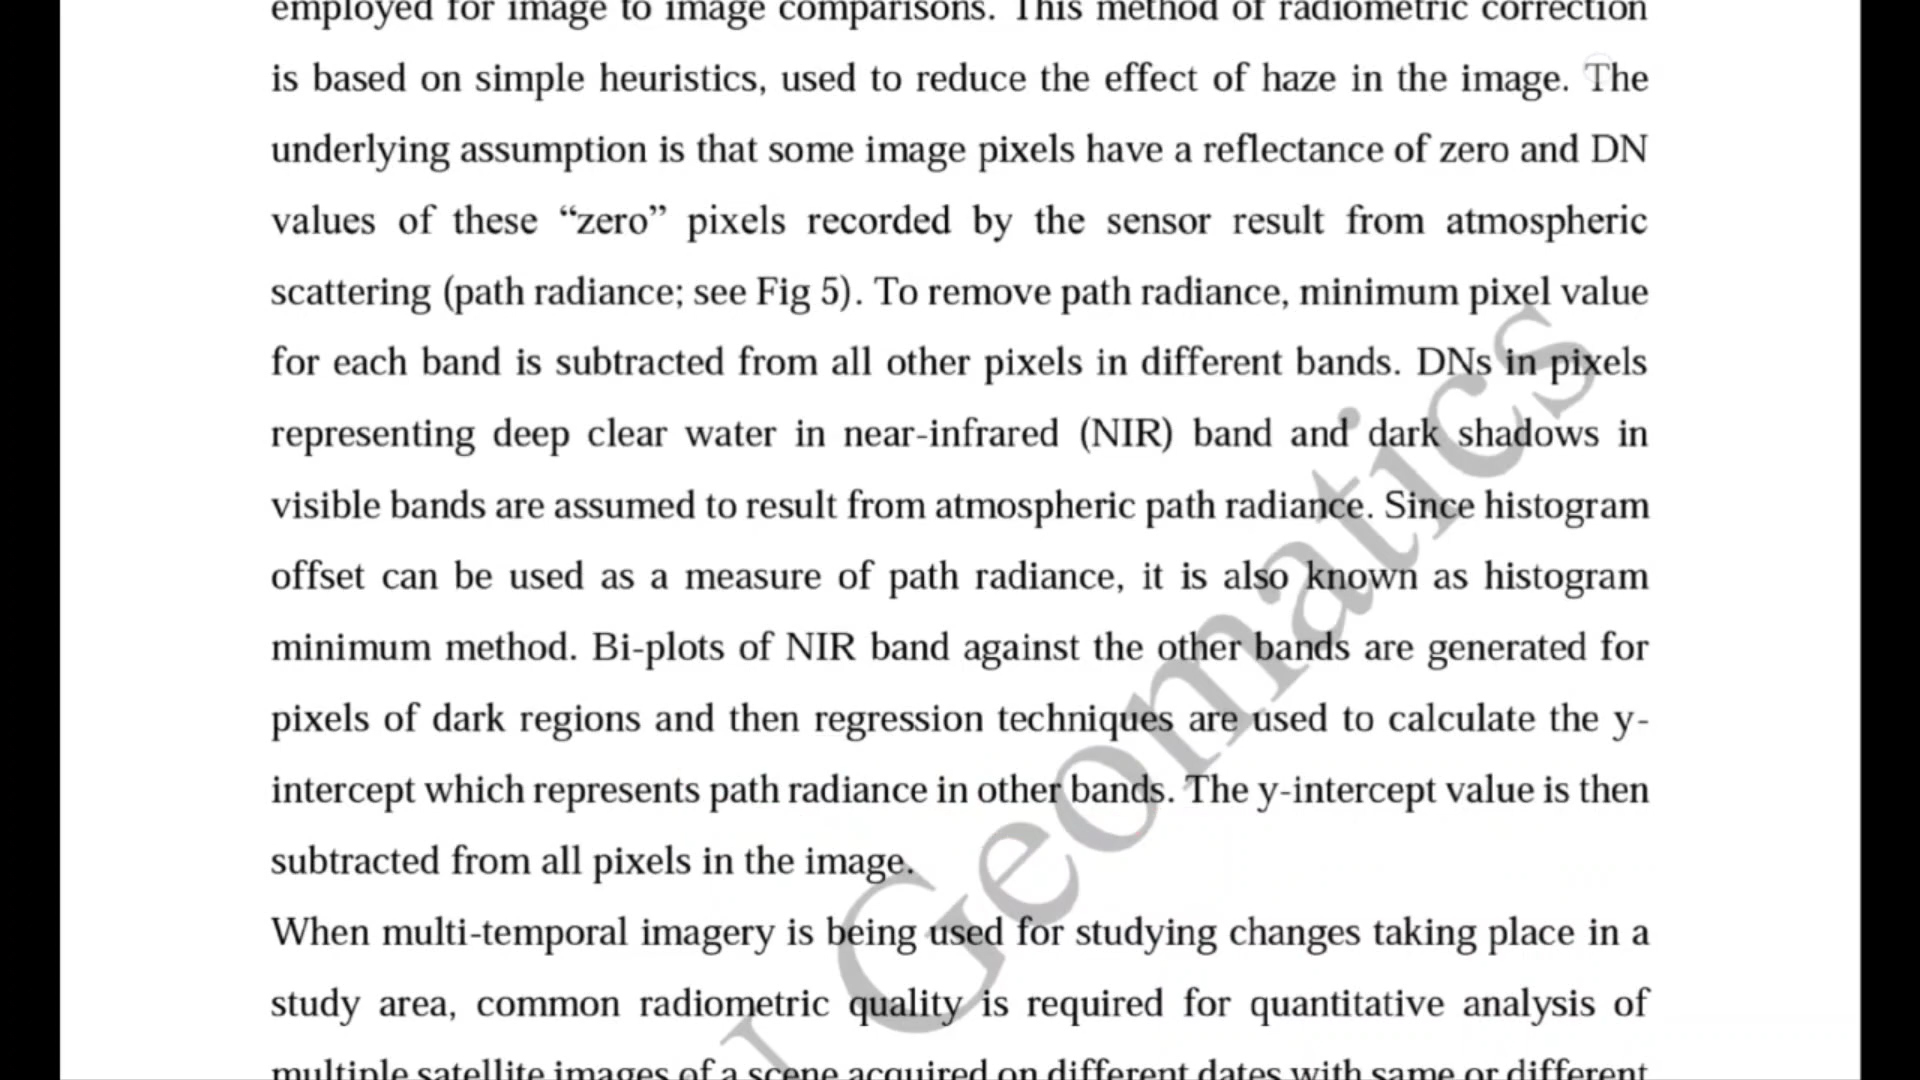 employed for image to image comparisons. This method of radiometric correction
is based on simple heuristics, used to reduce the effect of haze in the image. The
underlying assumption is that some image pixels have a reflectance of zero and DN
values of these “zero” pixels recorded by the sensor result from atmospheric
scattering (path radiance; see Fig 5). To remove path radiance, minimum pixel value
for each band is subtracted from all other pixels in different bands. DNs in pixels
representing deep clear water in near-infrared (NIR) band and dark shadows in
visible bands are assumed to result from atmospheric path radiance. Since histogram
offset can be used as a measure of path radiance, it is also known as histogram
minimum method. Bi-plots of NIR band against the other bands are generated for
pixels of dark regions and then regression techniques are used to calculate the y-
intercept which represents path radiance in other bands. The y-intercept value is then
subtracted from all pixels in the image.
When multi-temporal imagery is being used for studying changes taking place in a
study area, common radiometric quality is required for quantitative analysis of
multiple satellite images of a scene acquired on different dates with same or different
Geomatics